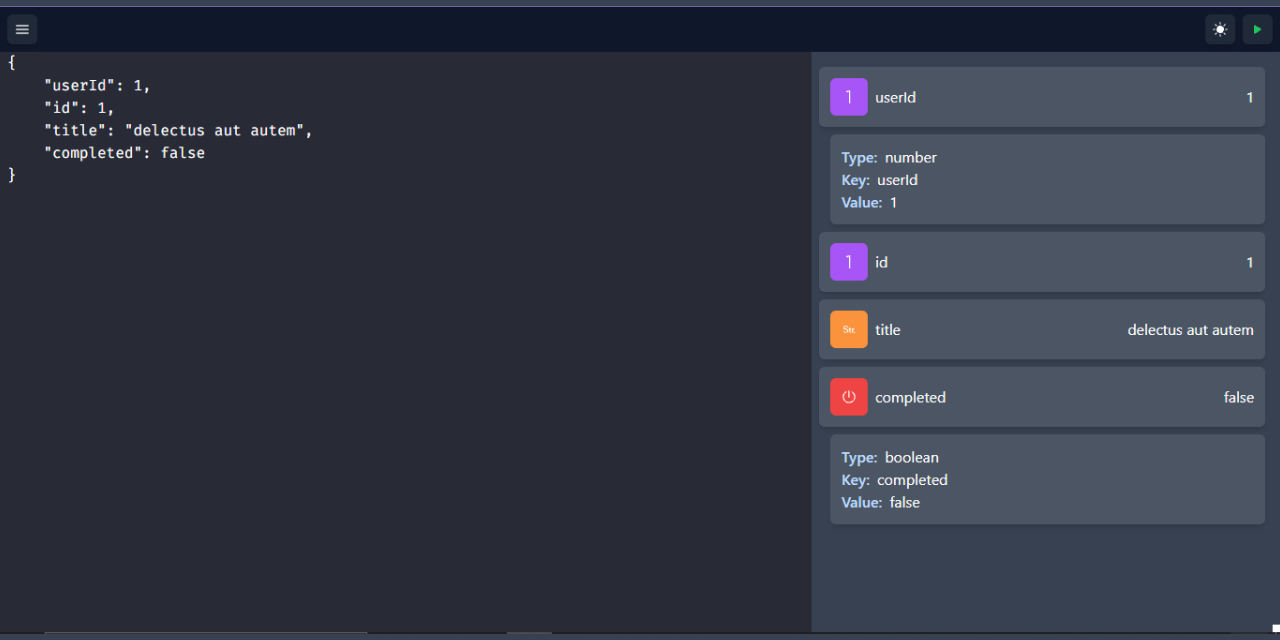 {
"userId": 1,
"id": 1,
"title": "delectus aut autem",
"completed": false
}
1 userId 1
Type: number
Key: userId
Value: 1
1 id 1
Str. title delectus aut autem
completed false
Type: boolean
Key: completed
Value: false